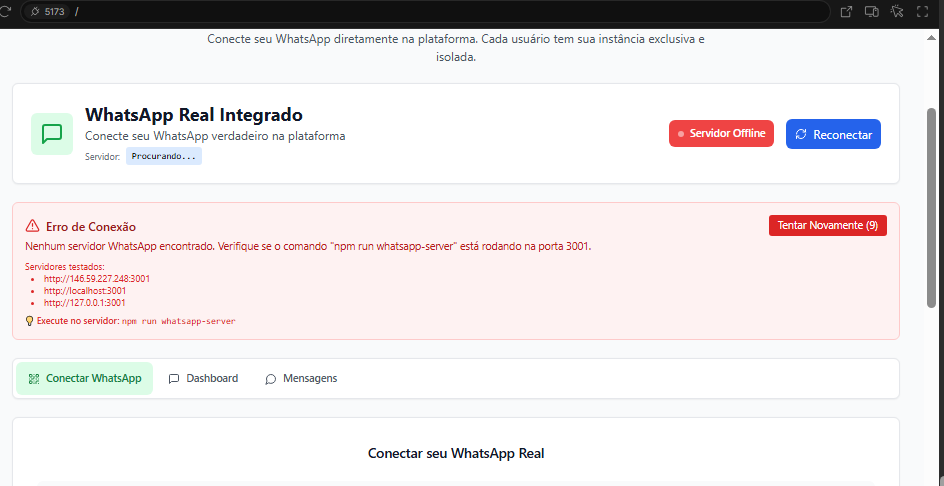 5173 /
Conecte seu WhatsApp diretamente na plataforma. Cada usuário tem sua instância exclusiva e
isolada.
WhatsApp Real Integrado
Conecte seu WhatsApp verdadeiro na plataforma
Servidor: Procurando...
Servidor Offline
Reconectar
Erro de Conexão
Tentar Novamente (9)
Nenhum servidor WhatsApp encontrado. Verifique se o comando "npm run whatsapp-server" está rodando na porta 3001.
Servidores testados:
http://146.59.227.248:3001
http://localhost:3001
http://127.0.0.1:3001
Execute no servidor: npm run whatsapp-server
Conectar WhatsApp
Dashboard
Mensagens
Conectar seu WhatsApp Real